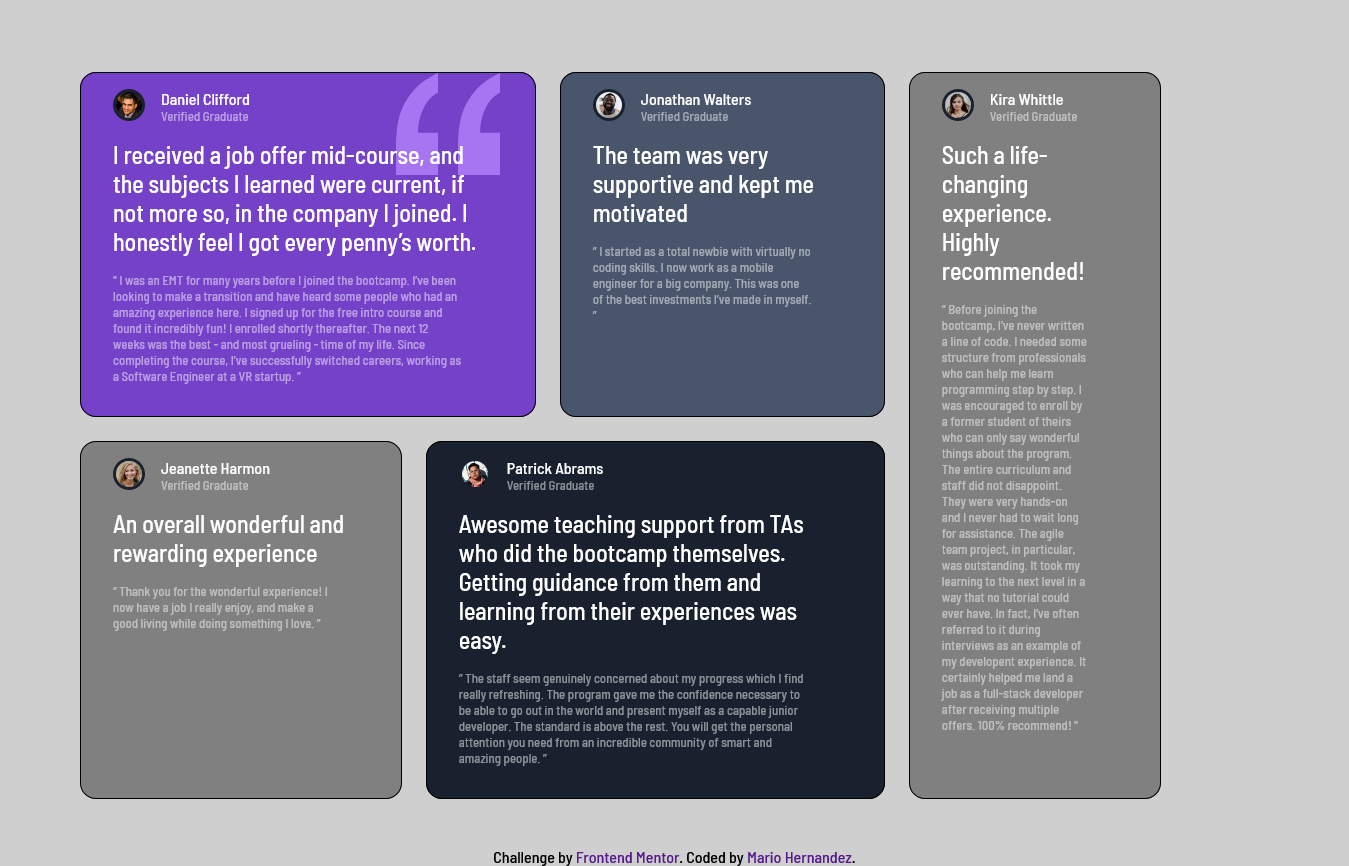 Daniel Clifford
Verified Graduate
I received a job offer mid-course, and
the subjects I learned were current, if
not more so, in the company I joined. I
honestly feel I got every penny’s worth.
“ I was an EMT for many years before I joined the bootcamp. I’ve been
looking to make a transition and have heard some people who had an
amazing experience here. I signed up for the free intro course and
found it incredibly fun! I enrolled shortly thereafter. The next 12
weeks was the best - and most grueling - time of my life. Since
completing the course, I’ve successfully switched careers, working as
a Software Engineer at a VR startup. ”
Jonathan Walters
Verified Graduate
The team was very
supportive and kept me
motivated
“ I started as a total newbie with virtually no
coding skills. I now work as a mobile
engineer for a big company. This was one
of the best investments I’ve made in myself.
”
Kira Whittle
Verified Graduate
Such a life-
changing
experience.
Highly
recommended!
“ Before joining the
bootcamp, I’ve never written
a line of code. I needed some
structure from professionals
who can help me learn
programming step by step. I
was encouraged to enroll by
a former student of theirs
who can only say wonderful
things about the program.
The entire curriculum and
staff did not disappoint.
They were very hands-on
and I never had to wait long
for assistance. The agile
team project, in particular,
was outstanding. It took my
learning to the next level in a
way that no tutorial could
ever have. In fact, I’ve often
referred to it during
interviews as an example of
my developent experience. It
certainly helped me land a
job as a full-stack developer
after receiving multiple
offers. 100% recommend! ”
Jeanette Harmon
Verified Graduate
An overall wonderful and
rewarding experience
“ Thank you for the wonderful experience! I
now have a job I really enjoy, and make a
good living while doing something I love. ”
Patrick Abrams
Verified Graduate
Awesome teaching support from TAs
who did the bootcamp themselves.
Getting guidance from them and
learning from their experiences was
easy.
“ The staff seem genuinely concerned about my progress which I find
really refreshing. The program gave me the confidence necessary to
be able to go out in the world and present myself as a capable junior
developer. The standard is above the rest. You will get the personal
attention you need from an incredible community of smart and
amazing people. ”
Challenge by Frontend Mentor. Coded by Mario Hernandez.